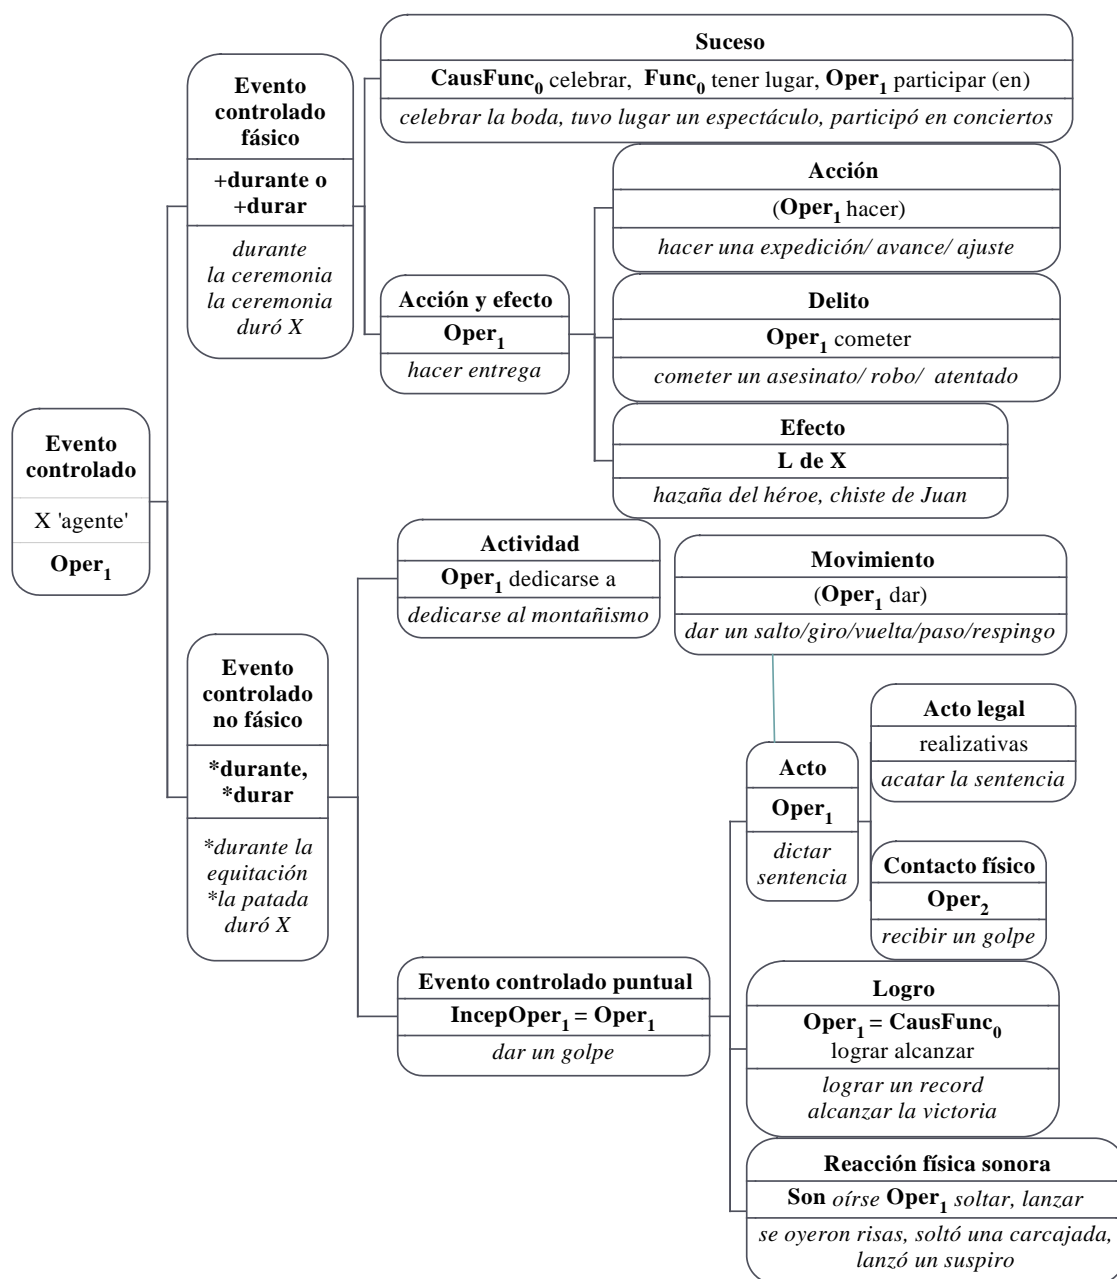 Suceso
CausFunc0 celebrar, Func0 tener lugar, Oper1 participar (en)
celebrar la boda, tuvo lugar un espectáculo, participó en conciertos
Evento
controlado
fásico
+durante o
+durar
durante
la ceremonia
la ceremonia
duró X
Acción
(Oper1 hacer)
hacer una expedición/ avance/ ajuste
Acción y efecto
Oper1
hacer entrega
Delito
Oper1 cometer
cometer un asesinato/ robo/ atentado
Efecto
L de X
hazaña del héroe, chiste de Juan
Evento
controlado
X 'agente'
Oper1
Actividad
Oper1 dedicarse a
dedicarse al montañismo
Movimiento
(Oper1 dar)
dar un salto/giro/vuelta/paso/respingo
Evento
controlado
no fásico
*durante,
*durar
*durante la
equitación
*la patada
duró X
Acto
Oper1
dictar
sentencia
Acto legal
realizativas
acatar la sentencia
Contacto físico
Oper2
recibir un golpe
Evento controlado puntual
IncepOper1 = Oper1
dar un golpe
Logro
Oper1 = CausFunc0
lograr alcanzar
lograr un record
alcanzar la victoria
Reacción física sonora
Son oírse Oper1 soltar, lanzar
se oyeron risas, soltó una carcajada,
lanzó un suspiro